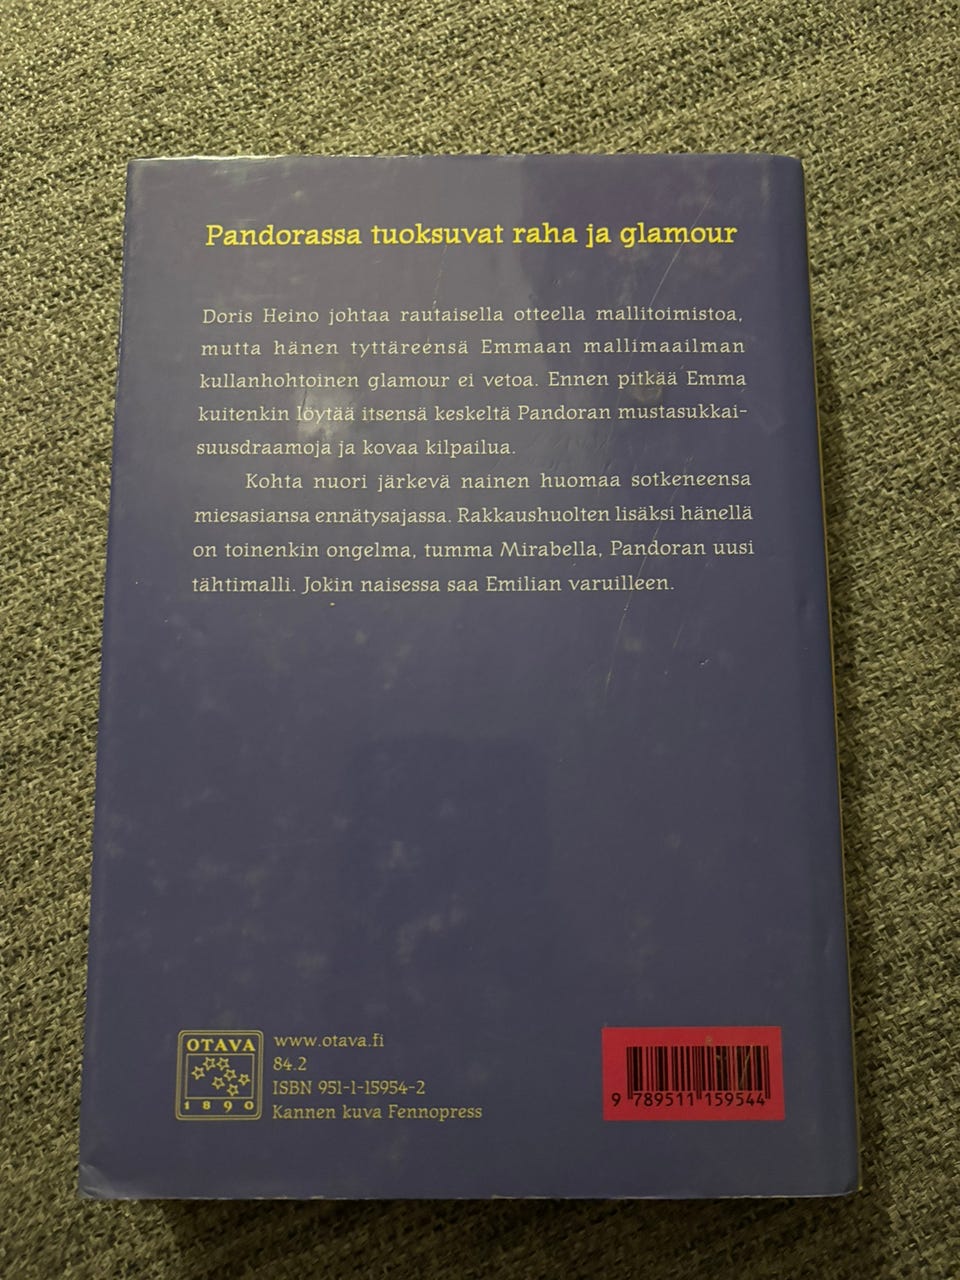 Pandorassa tuoksuvat raha ja glamour
Doris Heino johtaa rautaisella otteella mallitoimistoa,
mutta hänen tyttäreensä Emmaan mallimaailman
kullanhohtoinen glamour ei vetoa. Ennen pitkää Emma
kuitenkin löytää itsensä keskeltä Pandoran mustasukkai-
suusdraamoja ja kovaa kilpailua.
Kohta nuori järkevä nainen huomaa sotkeneensa
miesasiansa ennätysajassa. Rakkaushuolten lisäksi hänellä
on toinenkin ongelma, tumma Mirabella, Pandoran uusi
tähtimalli. Jokin naisessa saa Emilian varuilleen.
OTAVA
1890
www.otava.fi
84.2
ISBN 951-1-15954-2
Kannen kuva Fennopress
9 789511 159544